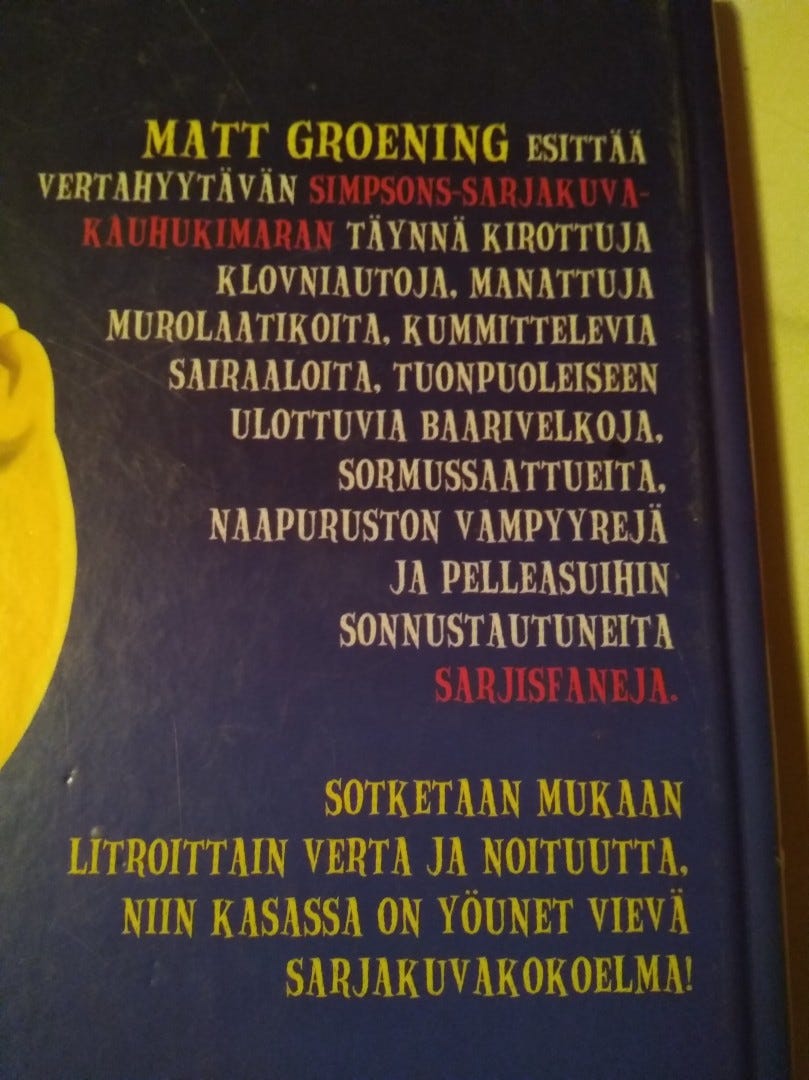 MATT GROENING ESITTÄÄ
VERTAHYYTÄVÄN SIMPSONS-SARJAKUVA-
KAUHUKIMARAN TÄYNNÄ KIROTTUJA
KLOVNIAUTOJA, MANATTUJA
MUROLAATIKOITA, KUMMITTELEVIA
SAIRAALOITA, TUONPUOLEISEEN
ULOTTUVIA BAARIVELKOJA,
SORMUSSAATTUEITA,
NAAPURUSTON VAMPYYREJÄ
JA PELLEASUIHIN
SONNUSTAUTUNEITA
SARJISFANEJA.
SOTKETAAN MUKAAN
LITROITTAIN VERTA JA NOITUUTTA,
NIIN KASASSA ON YÖUNET VIEVÄ
SARJAKUVAKOKOELMA!